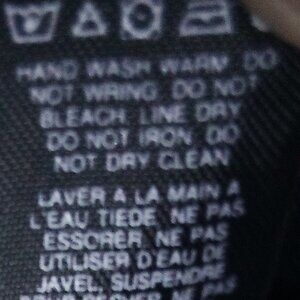 HAND WASH WARM. DO
NOT WRING. DO NOT
BLEACH. LINE DRY.
DO NOT IRON. DO
NOT DRY CLEAN
LAVER A LA MAIN A
L'EAU TIEDE. NE PAS
ESSORER. NE PAS
UTILISER D'EAU DE
JAVEL. SUSPENDRE